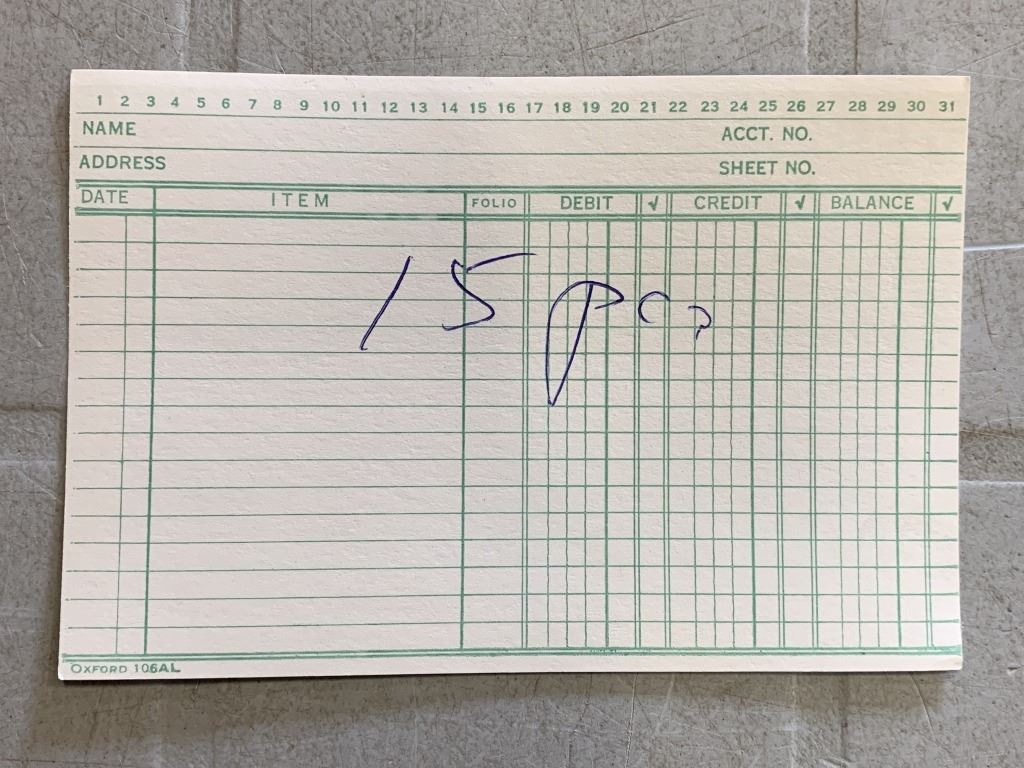 1 2 3 4 5 6 7 8 9 10 11 12 13 14 15 16 17 18 19 20 21 22 23 24 25 26 27 28 29 30 31
NAME ACCT. NO.
ADDRESS SHEET NO.
DATE ITEM FOLIO DEBIT √ CREDIT √ BALANCE √
15 pcs
OXFORD 106AL